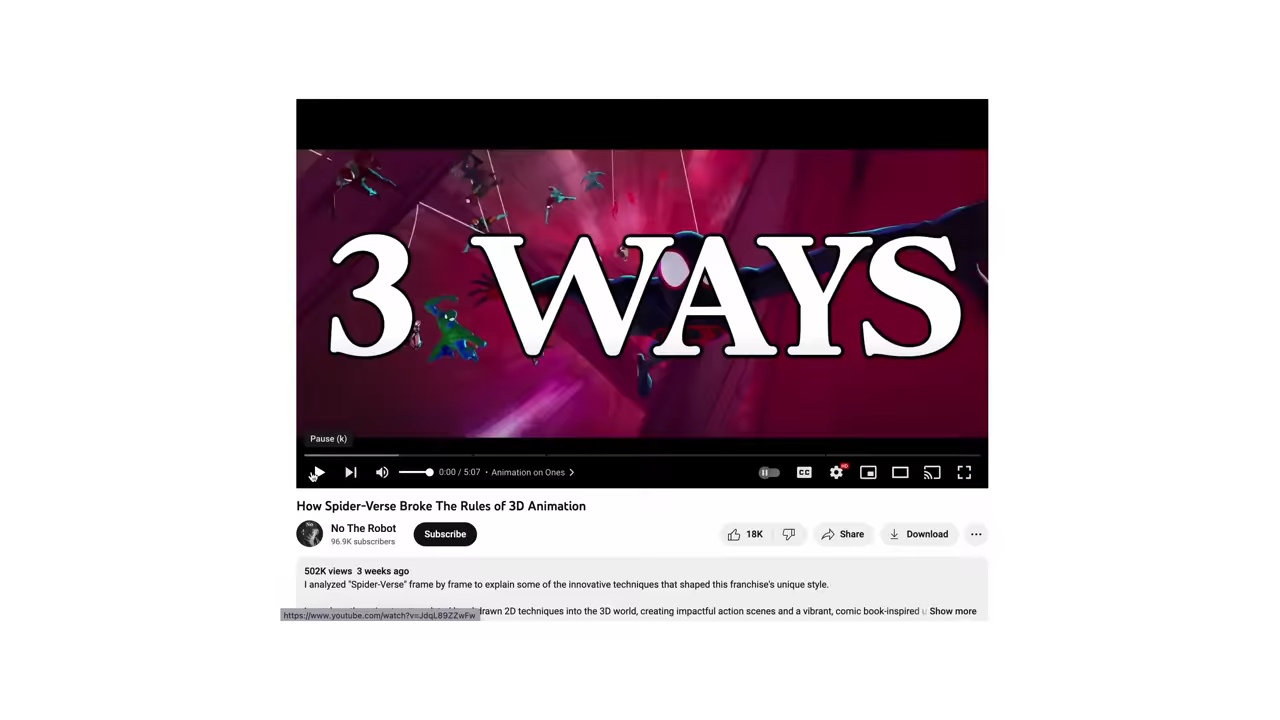 3 WAYS
Pause (k)
0:00 / 5:07 • Animation on Ones
CC
HD
How Spider-Verse Broke The Rules of 3D Animation
No
No The Robot
96.9K subscribers
Subscribe
18K
Share
Download
502K views 3 weeks ago
I analyzed "Spider-Verse" frame by frame to explain some of the innovative techniques that shaped this franchise's unique style.
drawn 2D techniques into the 3D world, creating impactful action scenes and a vibrant, comic book-inspired Show more
https://www.youtube.com/watch?v=JdqL89ZZwFw